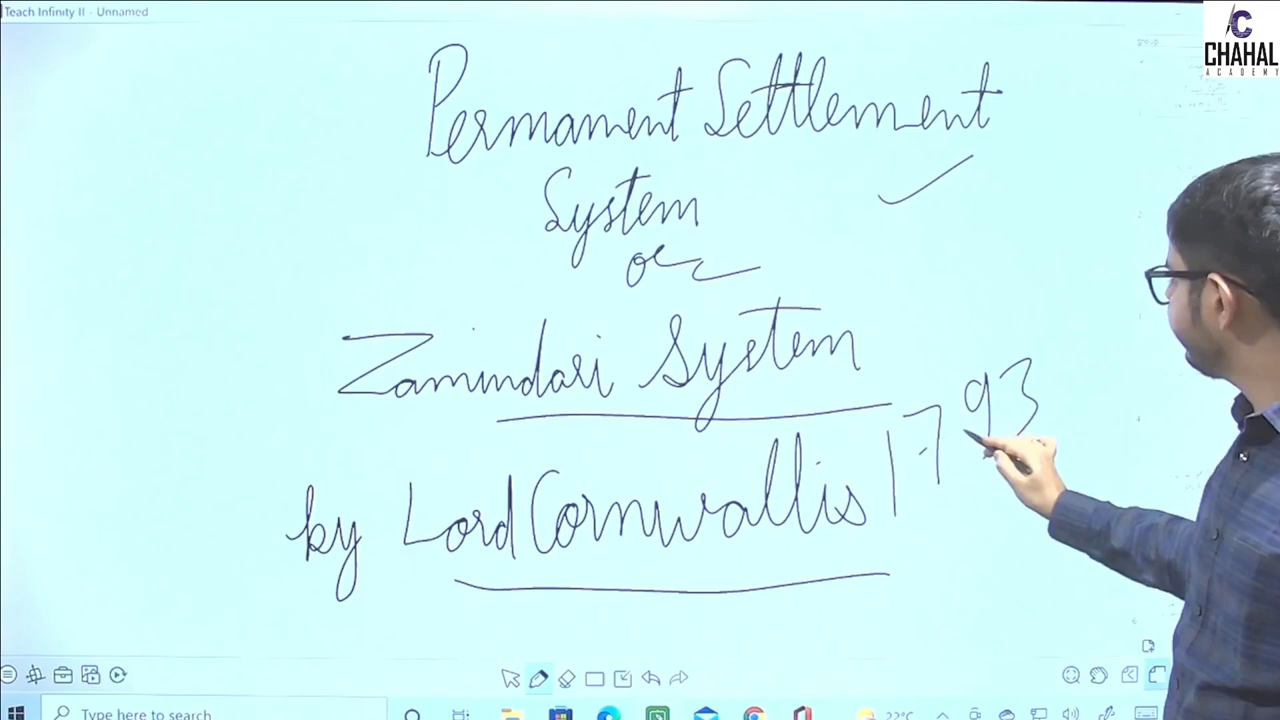 Teach Infinity II - Unnamed
C
CHAHAL
ACADEMY
Permanent Settlement
System
or
Zamindari System
by Lord Cornwallis 1793
Type here to search
22°C